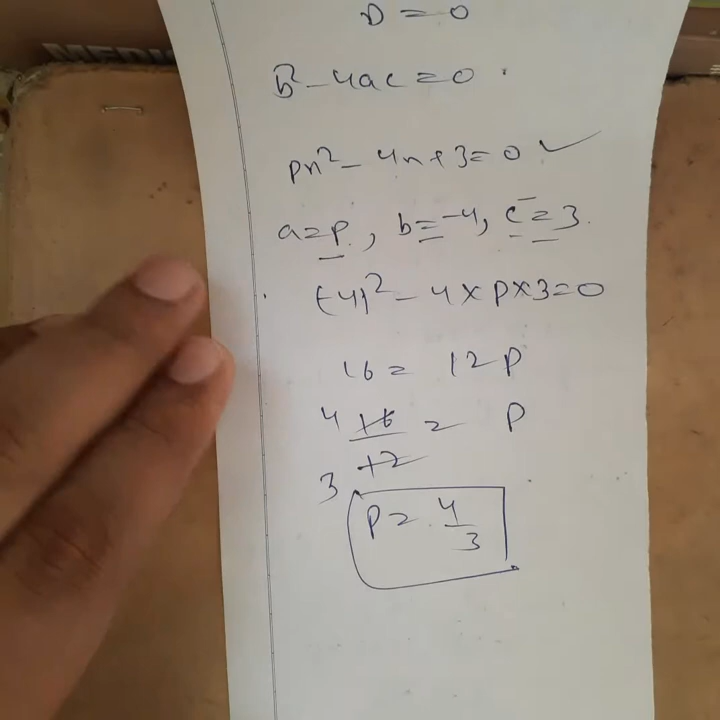 D = 0
B² - 4ac = 0 .
px² - 4x + 3 = 0 ✓
a = p , b = -4, c = 3.
(-4)² - 4 × p × 3 = 0
16 = 12 p
4 16/12 = p
3
p = 4/3